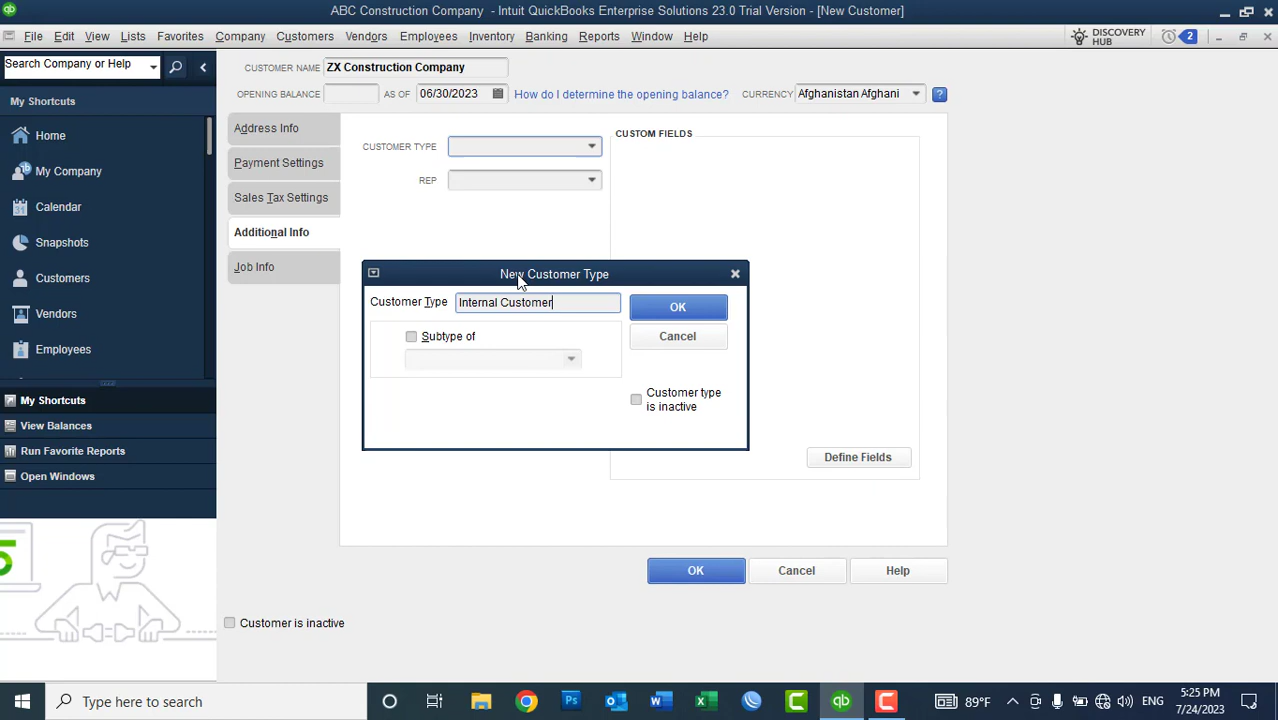 ABC Construction Company - Intuit QuickBooks Enterprise Solutions 23.0 Trial Version - [New Customer]
File Edit View Lists Favorites Company Customers Vendors Employees Inventory Banking Reports Window Help
DISCOVERY HUB
2
Search Company or Help
My Shortcuts
Home
My Company
Calendar
31
Snapshots
Customers
Vendors
Employees
My Shortcuts
View Balances
Run Favorite Reports
Open Windows
CUSTOMER NAME ZX Construction Company
OPENING BALANCE AS OF 06/30/2023 How do I determine the opening balance? CURRENCY Afghanistan Afghani ?
Address Info
Payment Settings
Sales Tax Settings
Additional Info
Job Info
CUSTOMER TYPE
REP
CUSTOM FIELDS
New Customer Type
Customer Type Internal Customer OK
Subtype of Cancel
Customer type
is inactive
Define Fields
OK Cancel Help
Customer is inactive
Type here to search
89°F ENG
5:25 PM
7/24/2023